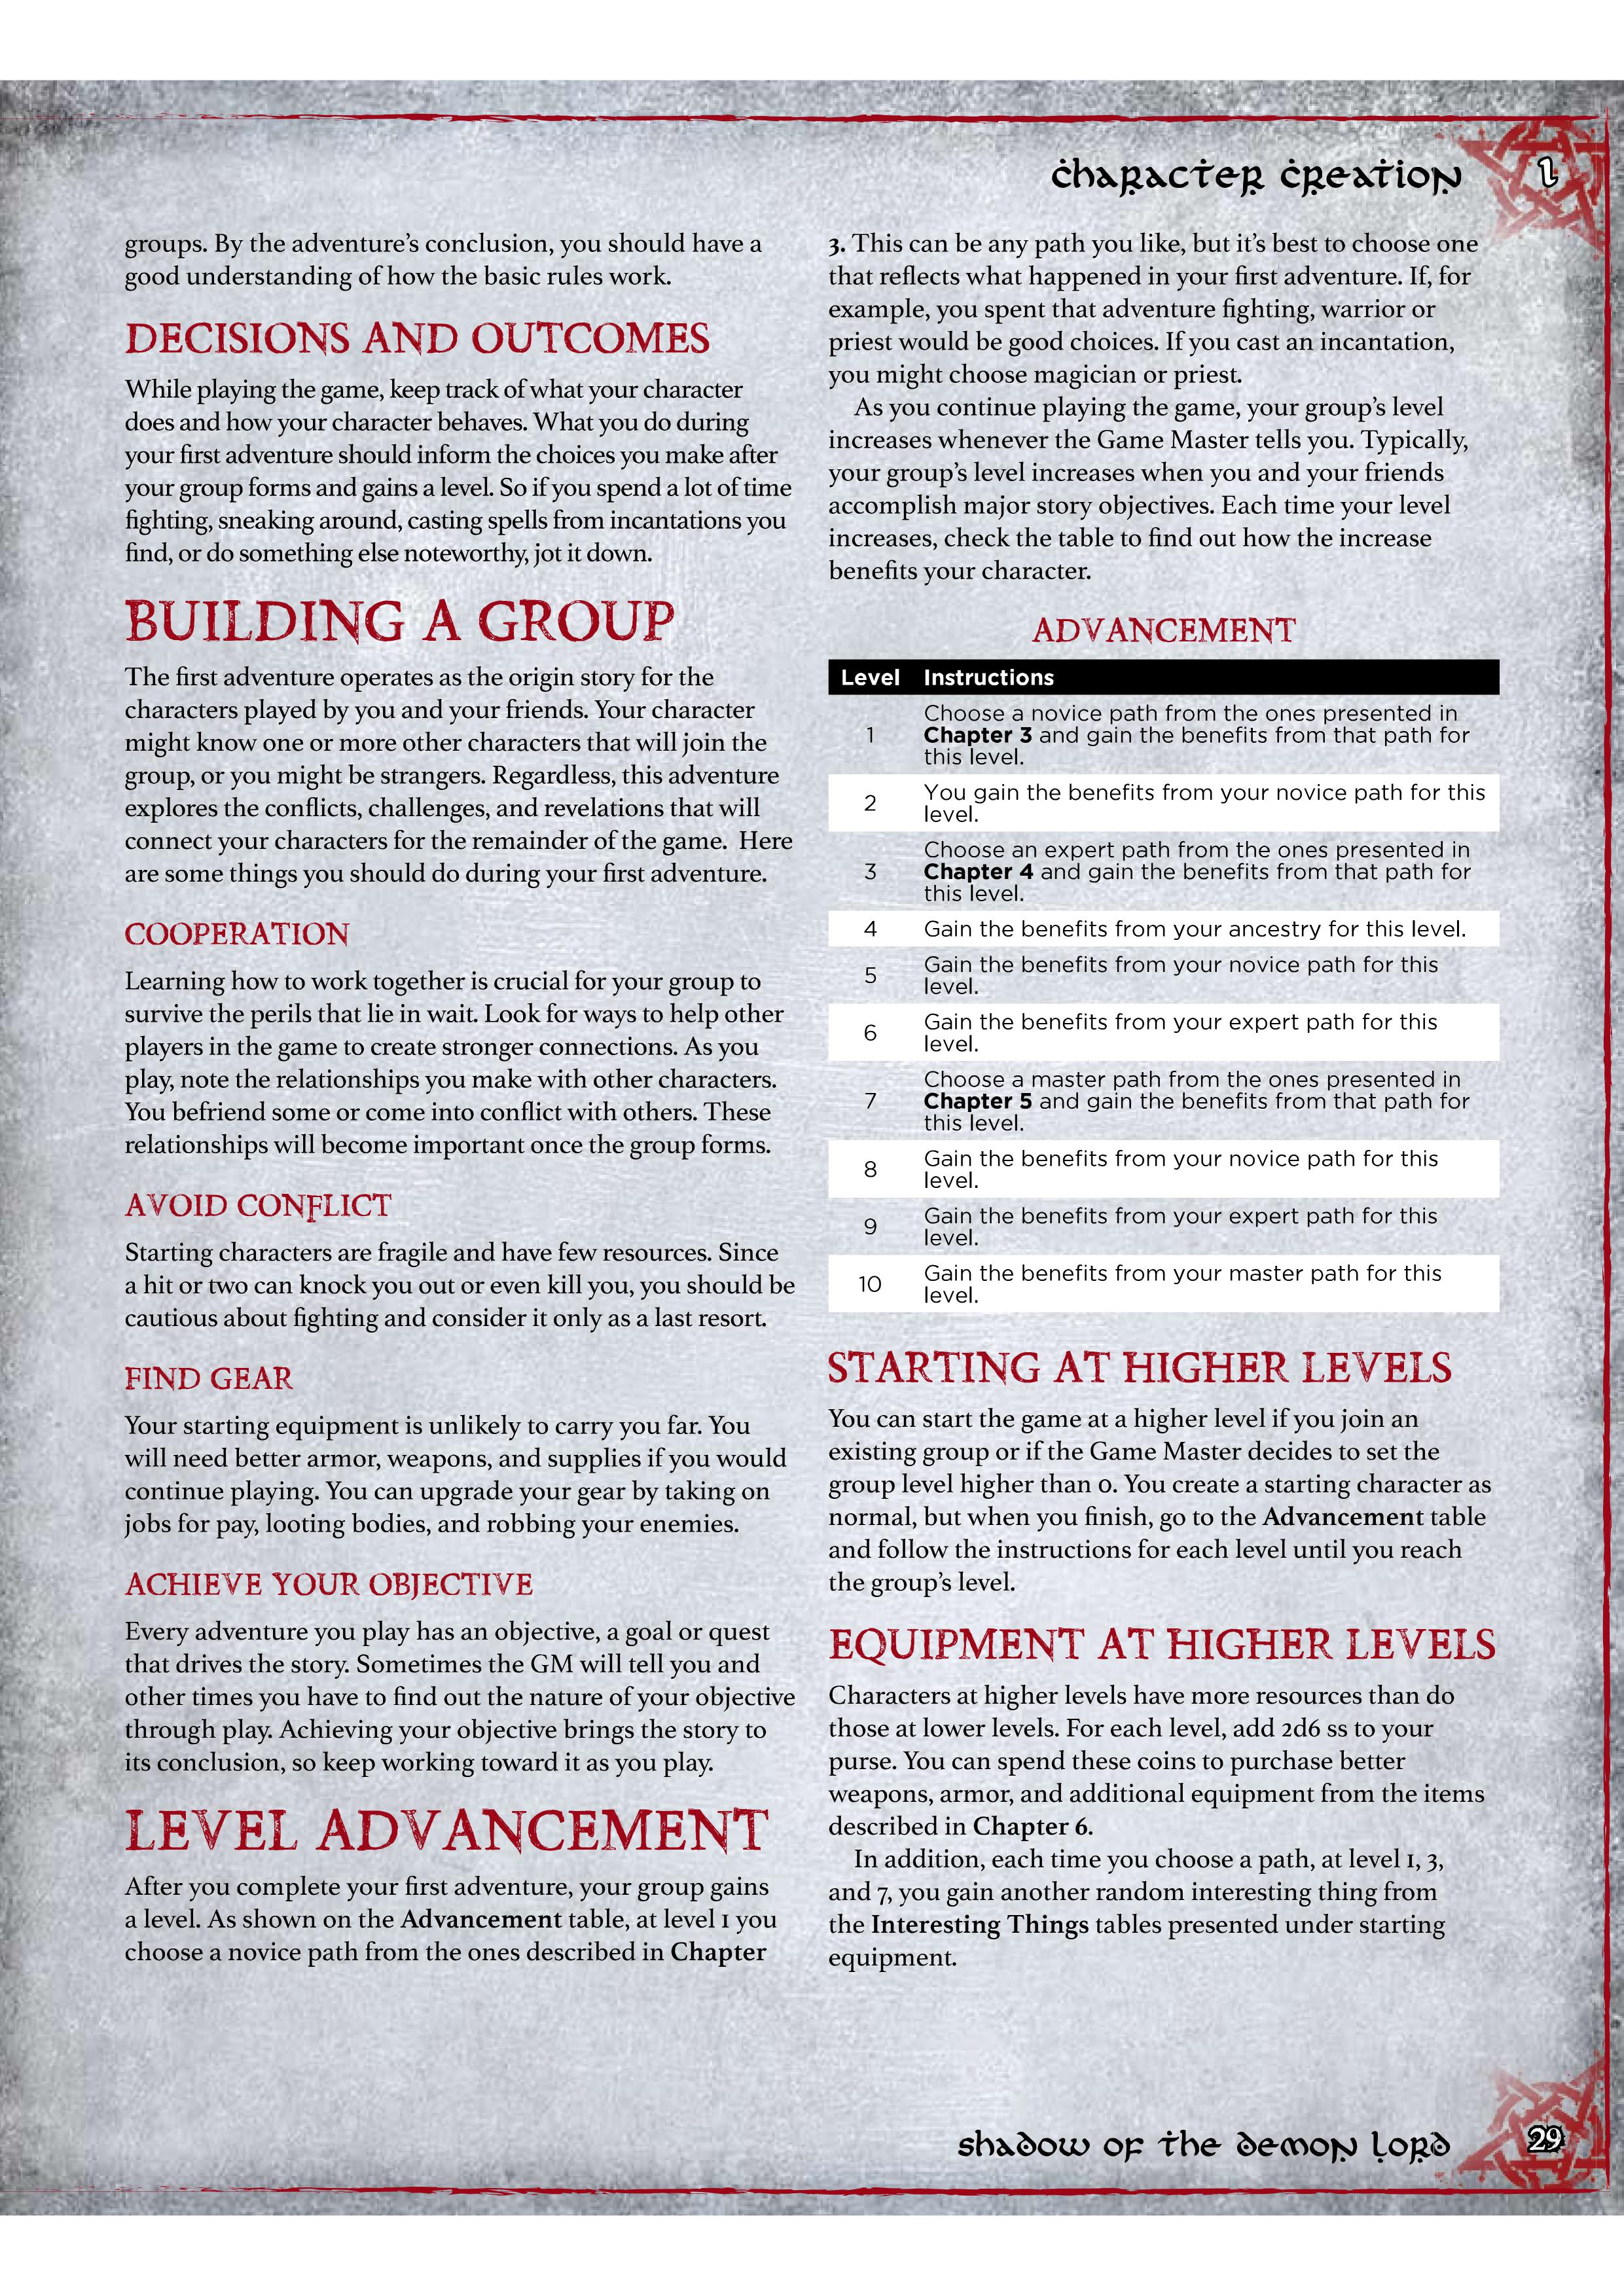 character creation
1
groups. By the adventure’s conclusion, you should have a
good understanding of how the basic rules work.
DECISIONS AND OUTCOMES
While playing the game, keep track of what your character
does and how your character behaves. What you do during
your first adventure should inform the choices you make after
your group forms and gains a level. So if you spend a lot of time
fighting, sneaking around, casting spells from incantations you
find, or do something else noteworthy, jot it down.
BUILDING A GROUP
The first adventure operates as the origin story for the
characters played by you and your friends. Your character
might know one or more other characters that will join the
group, or you might be strangers. Regardless, this adventure
explores the conflicts, challenges, and revelations that will
connect your characters for the remainder of the game.  Here
are some things you should do during your first adventure.
COOPERATION
Learning how to work together is crucial for your group to
survive the perils that lie in wait. Look for ways to help other
players in the game to create stronger connections. As you
play, note the relationships you make with other characters.
You befriend some or come into conflict with others. These
relationships will become important once the group forms.
AVOID CONFLICT
Starting characters are fragile and have few resources. Since
a hit or two can knock you out or even kill you, you should be
cautious about fighting and consider it only as a last resort.
FIND GEAR
Your starting equipment is unlikely to carry you far. You
will need better armor, weapons, and supplies if you would
continue playing. You can upgrade your gear by taking on
jobs for pay, looting bodies, and robbing your enemies.
ACHIEVE YOUR OBJECTIVE
Every adventure you play has an objective, a goal or quest
that drives the story. Sometimes the GM will tell you and
other times you have to find out the nature of your objective
through play. Achieving your objective brings the story to
its conclusion, so keep working toward it as you play.
LEVEL ADVANCEMENT
After you complete your first adventure, your group gains
a level. As shown on the Advancement table, at level 1 you
choose a novice path from the ones described in Chapter
3. This can be any path you like, but it’s best to choose one
that reflects what happened in your first adventure. If, for
example, you spent that adventure fighting, warrior or
priest would be good choices. If you cast an incantation,
you might choose magician or priest.
As you continue playing the game, your group’s level
increases whenever the Game Master tells you. Typically,
your group’s level increases when you and your friends
accomplish major story objectives. Each time your level
increases, check the table to find out how the increase
benefits your character.
ADVANCEMENT
Level Instructions
1 Choose a novice path from the ones presented in
Chapter 3 and gain the benefits from that path for
this level.
2 You gain the benefits from your novice path for this
level.
3 Choose an expert path from the ones presented in
Chapter 4 and gain the benefits from that path for
this level.
4 Gain the benefits from your ancestry for this level.
5 Gain the benefits from your novice path for this
level.
6 Gain the benefits from your expert path for this
level.
7 Choose a master path from the ones presented in
Chapter 5 and gain the benefits from that path for
this level.
8 Gain the benefits from your novice path for this
level.
9 Gain the benefits from your expert path for this
level.
10 Gain the benefits from your master path for this
level.
STARTING AT HIGHER LEVELS
You can start the game at a higher level if you join an
existing group or if the Game Master decides to set the
group level higher than 0. You create a starting character as
normal, but when you finish, go to the Advancement table
and follow the instructions for each level until you reach
the group’s level.
EQUIPMENT AT HIGHER LEVELS
Characters at higher levels have more resources than do
those at lower levels. For each level, add 2d6 ss to your
purse. You can spend these coins to purchase better
weapons, armor, and additional equipment from the items
described in Chapter 6.
In addition, each time you choose a path, at level 1, 3,
and 7, you gain another random interesting thing from
the Interesting Things tables presented under starting
equipment.
shadow of the demon lord
29